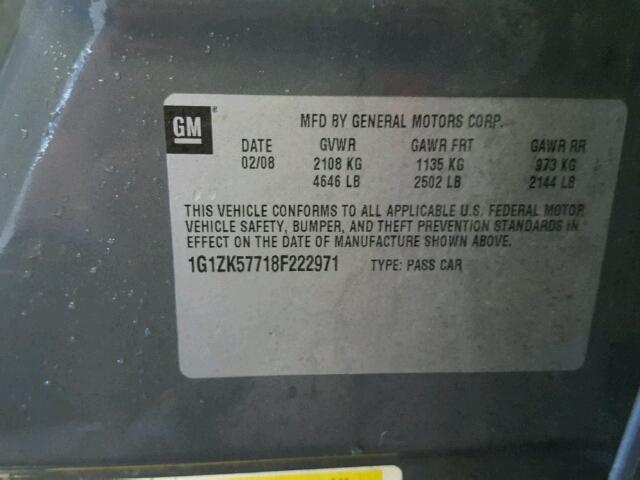 GM ®
MFD BY GENERAL MOTORS CORP.
DATE GVWR GAWR FRT GAWR RR
02/08 2108 KG 1135 KG 973 KG
4646 LB 2502 LB 2144 LB
THIS VEHICLE CONFORMS TO ALL APPLICABLE U.S. FEDERAL MOTOR
VEHICLE SAFETY, BUMPER, AND THEFT PREVENTION STANDARDS IN
EFFECT ON THE DATE OF MANUFACTURE SHOWN ABOVE.
1G1ZK57718F222971 TYPE: PASS CAR